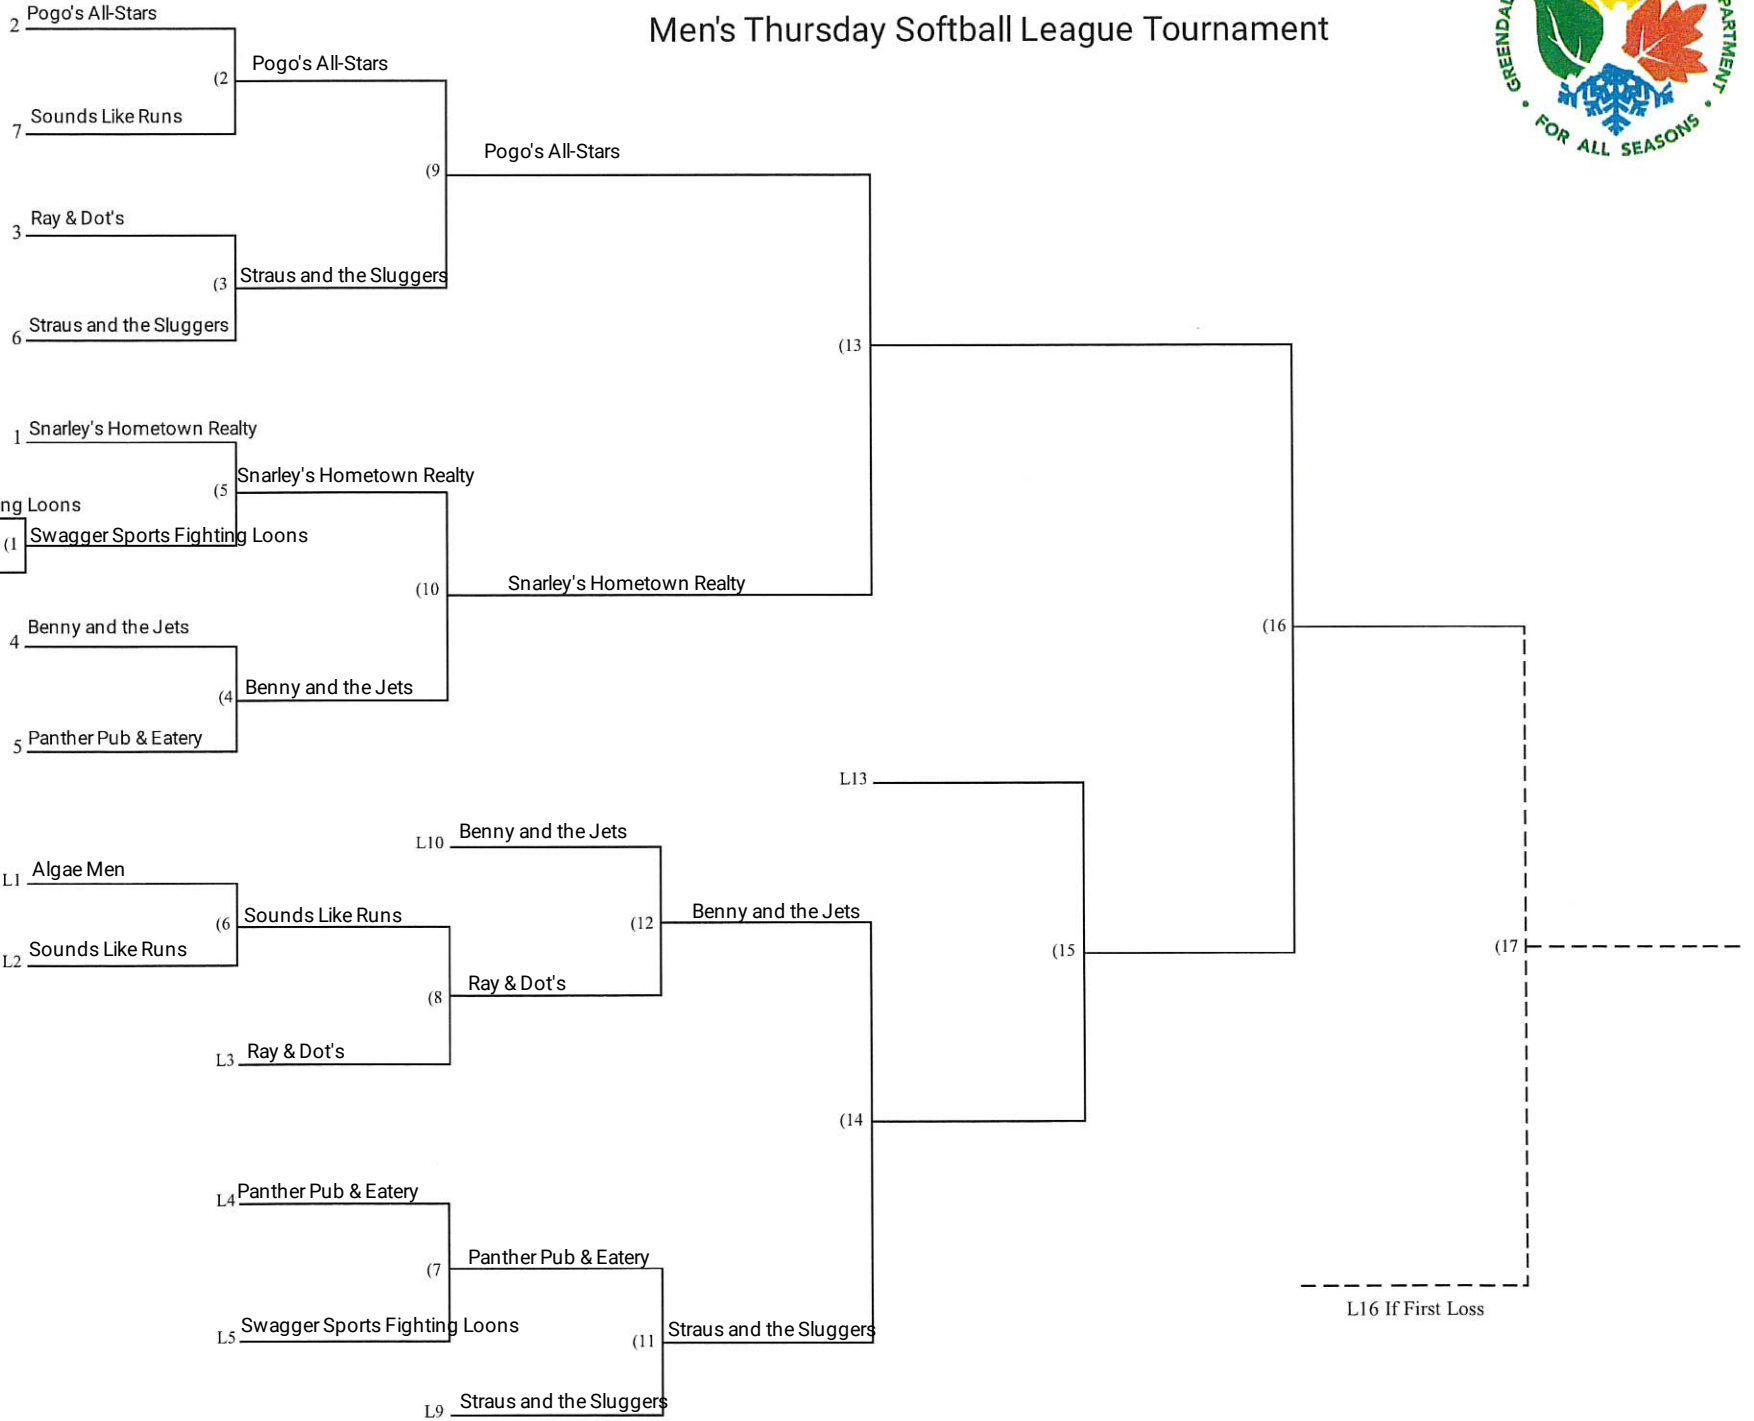 Men's Thursday Softball League Tournament
FOR ALL SEASONS
2 Pogo's All-Stars
(2 Pogo's All-Stars
7 Sounds Like Runs
(9 Pogo's All-Stars
3 Ray & Dot's
(3 Straus and the Sluggers
6 Straus and the Sluggers
(13
1 Snarley's Hometown Realty
(5 Snarley's Hometown Realty
ng Loons
(1 Swagger Sports Fighting Loons
(10 Snarley's Hometown Realty
4 Benny and the Jets
(4 Benny and the Jets
5 Panther Pub & Eatery
(16
L13
L10 Benny and the Jets
L1 Algae Men
(6 Sounds Like Runs
L2 Sounds Like Runs
(12 Benny and the Jets
(8 Ray & Dot's
L3 Ray & Dot's
(15
(17
(14
L4 Panther Pub & Eatery
(7 Panther Pub & Eatery
L5 Swagger Sports Fighting Loons
(11 Straus and the Sluggers
L9 Straus and the Sluggers
L16 If First Loss